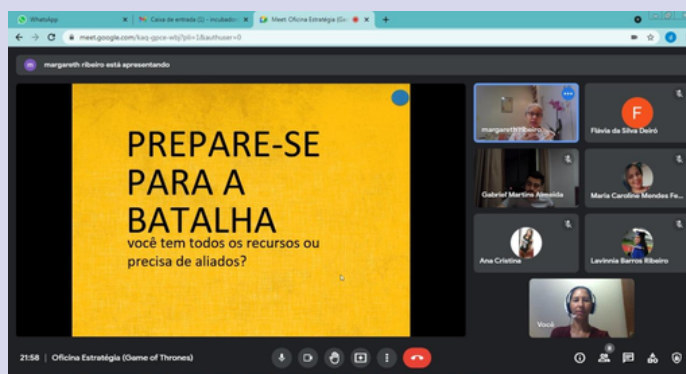 WhatsApp
Caixa de entrada (1) - incubado
Meet: Oficina Estratégia (Ga
meet.google.com/kaq-gpce-wbj?pli=1&authuser=0
m
margareth ribeiro está apresentando
PREPARE-SE
PARA A
BATALHA
você tem todos os recursos ou
precisa de aliados?
margareth ribeiro
F
Flávia da Silva Deiró
Gabriel Martins Almeida
Maria Caroline Mendes Fe...
Ana Cristina
Lavinnia Barros Ribeiro
Você
21:58 | Oficina Estratégia (Game of Thrones)
8